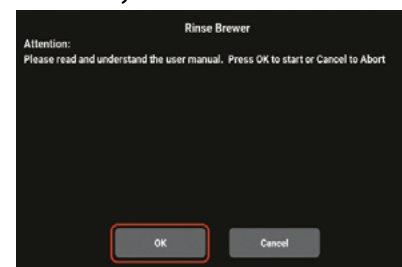 Rinse Brewer
Attention:
Please read and understand the user manual. Press OK to start or Cancel to Abort
OK
Cancel